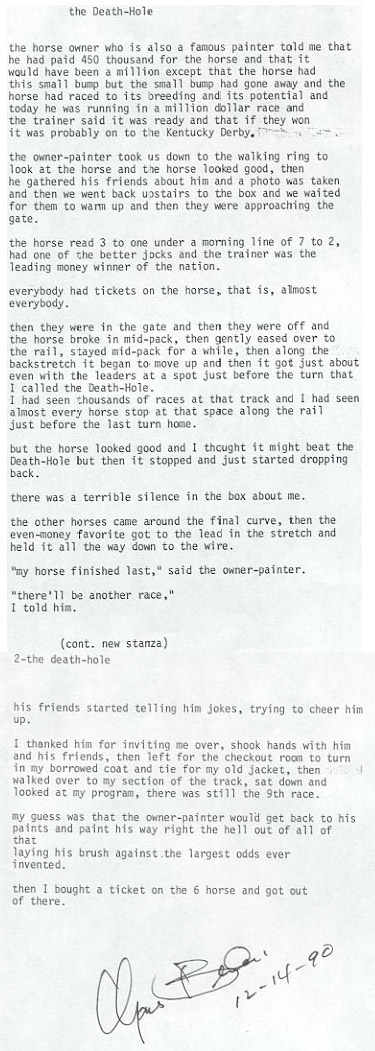 the Death-Hole
the horse owner who is also a famous painter told me that
he had paid 450 thousand for the horse and that it
would have been a million except that the horse had
this small bump but the small bump had gone away and the
horse had raced to its breeding and its potential and
today he was running in a million dollar race and
the trainer said it was ready and that if they won
it was probably on to the Kentucky Derby.
the owner-painter took us down to the walking ring to
look at the horse and the horse looked good, then
he gathered his friends about him and a photo was taken
and then we went back upstairs to the box and we waited
for them to warm up and then they were approaching the
gate.
the horse read 3 to one under a morning line of 7 to 2,
had one of the better jocks and the trainer was the
leading money winner of the nation.
everybody had tickets on the horse, that is, almost
everybody.
then they were in the gate and then they were off and
the horse broke in mid-pack, then gently eased over to
the rail, stayed mid-pack for a while, then along the
backstretch it began to move up and then it got just about
even with the leaders at a spot just before the turn that
I called the Death-Hole.
I had seen thousands of races at that track and I had seen
almost every horse stop at that space along the rail
just before the last turn home.
but the horse looked good and I thought it might beat the
Death-Hole but then it stopped and just started dropping
back.
there was a terrible silence in the box about me.
the other horses came around the final curve, then the
even-money favorite got to the lead in the stretch and
held it all the way down to the wire.
"my horse finished last," said the owner-painter.
"there'll be another race,"
I told him.
(cont. new stanza)
2-the death-hole
his friends started telling him jokes, trying to cheer him
up.
I thanked him for inviting me over, shook hands with him
and his friends, then left for the checkout room to turn
in my borrowed coat and tie for my old jacket, then
walked over to my section of the track, sat down and
looked at my program, there was still the 9th race.
my guess was that the owner-painter would get back to his
paints and paint his way right the hell out of all of
that
laying his brush against the largest odds ever
invented.
then I bought a ticket on the 6 horse and got out
of there.
12-14-90